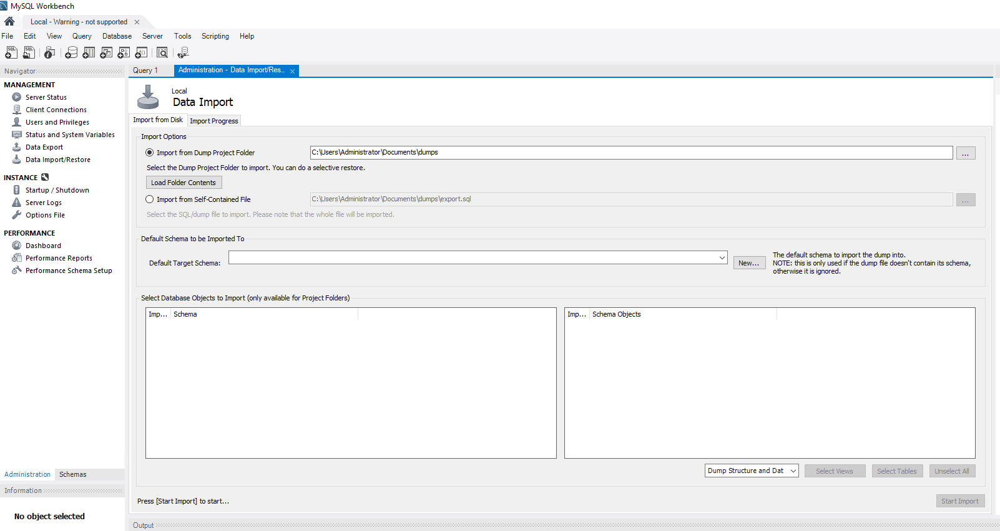 MySQL Workbench
Local - Warning - not supported
File Edit View Query Database Server Tools Scripting Help
Navigator
MANAGEMENT
Server Status
Client Connections
Users and Privileges
Status and System Variables
Data Export
Data Import/Restore
INSTANCE
Startup / Shutdown
Server Logs
Options File
PERFORMANCE
Dashboard
Performance Reports
Performance Schema Setup
Administration Schemas
Information
No object selected
Query 1 Administration - Data Import/Res...
Local
Data Import
Import from Disk Import Progress
Import Options
Import from Dump Project Folder C:\Users\Administrator\Documents\dumps ...
Select the Dump Project Folder to import. You can do a selective restore.
Load Folder Contents
Import from Self-Contained File C:\Users\Administrator\Documents\dumps\export.sql ...
Select the SQL/dump file to import. Please note that the whole file will be imported.
Default Schema to be Imported To
Default Target Schema: New...
The default schema to import the dump into.
NOTE: this is only used if the dump file doesn't contain its schema,
otherwise it is ignored.
Select Database Objects to Import (only available for Project Folders)
Imp... Schema Imp... Schema Objects
Dump Structure and Dat Select Views Select Tables Unselect All
Press [Start Import] to start... Start Import
Output